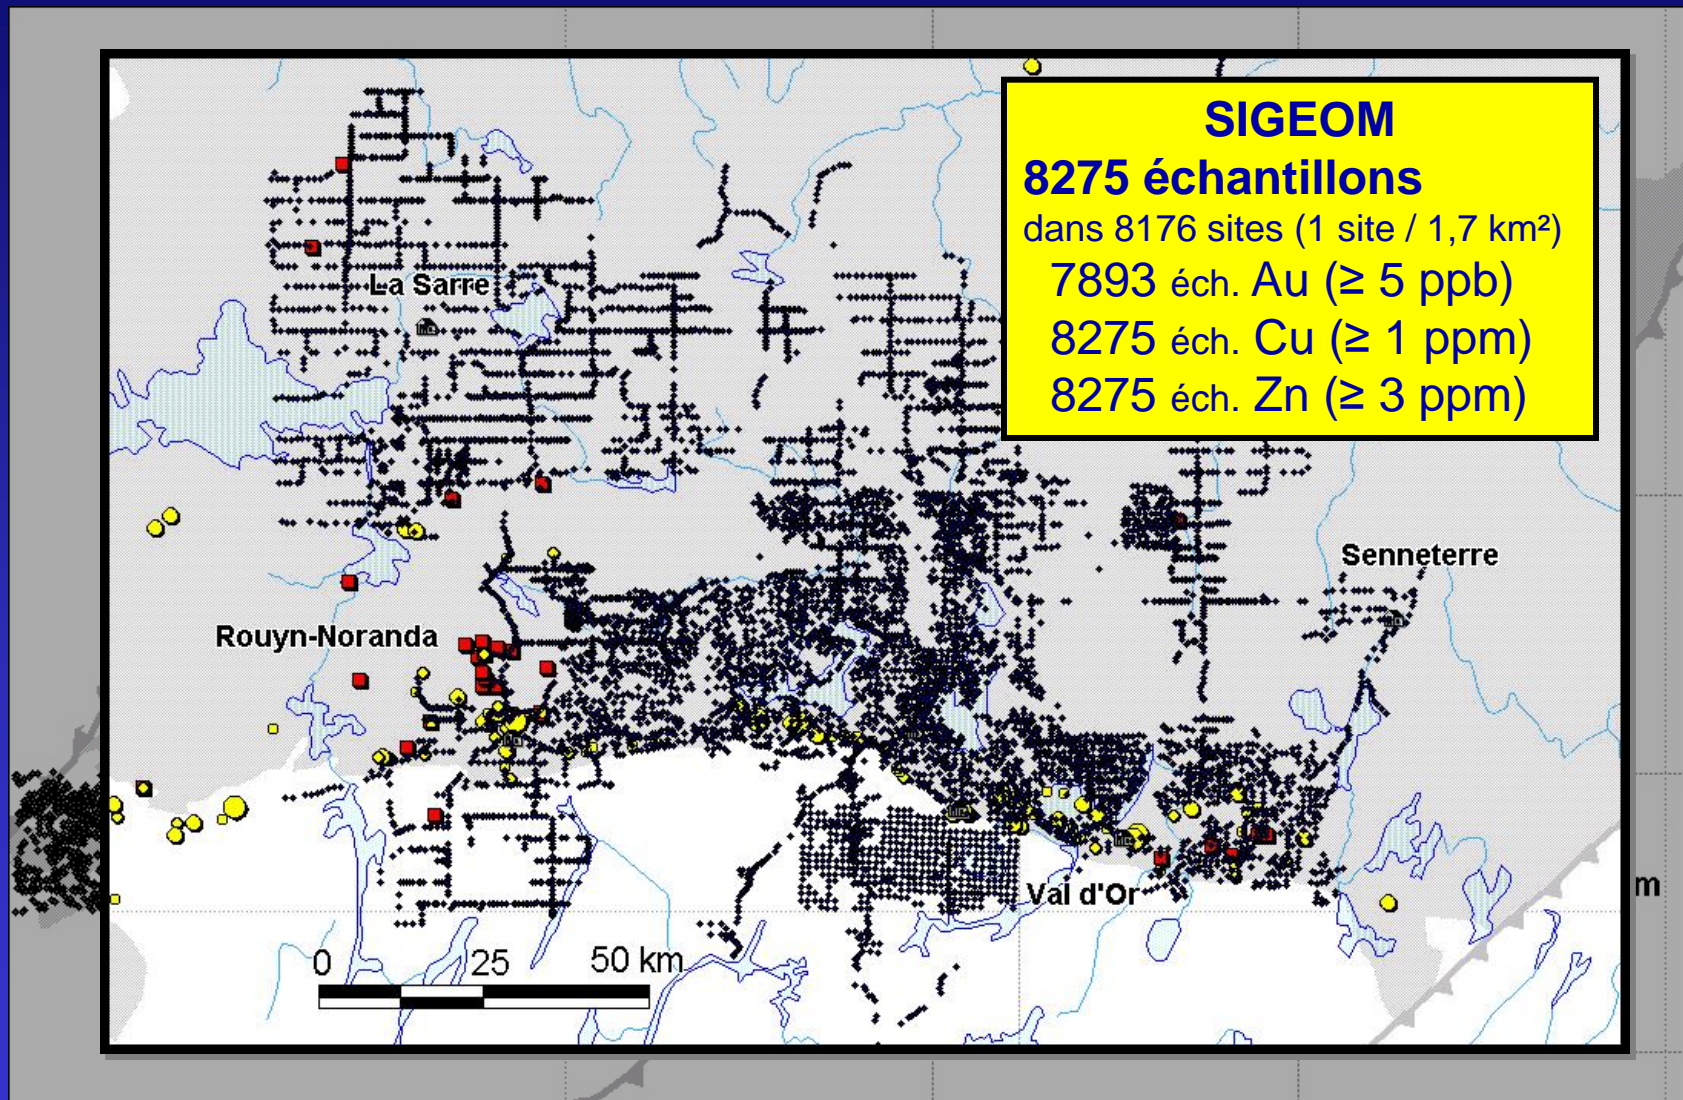 SIGEOM
8275 échantillons
dans 8176 sites (1 site / 1,7 km²)
7893 éch. Au (≥ 5 ppb)
8275 éch. Cu (≥ 1 ppm)
8275 éch. Zn (≥ 3 ppm)
La Sarre
Senneterre
Rouyn-Noranda
Val d'Or
m
0 25 50 km